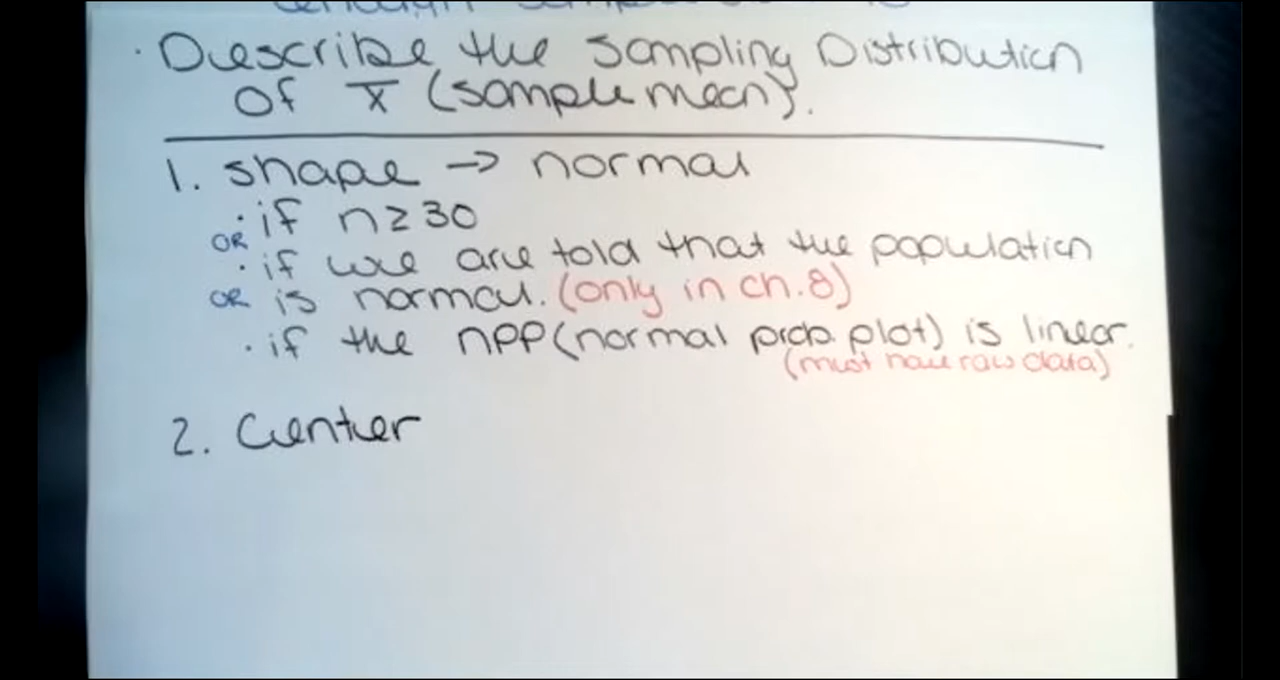 · Describe the Sampling Distribution
of x̄ (sample mean).
1. shape → normal
· if n ≥ 30
OR
· if we are told that the population
OR is normal. (only in ch. 8)
· if the npp (normal prob. plot) is linear.
(must have raw data)
2. Center